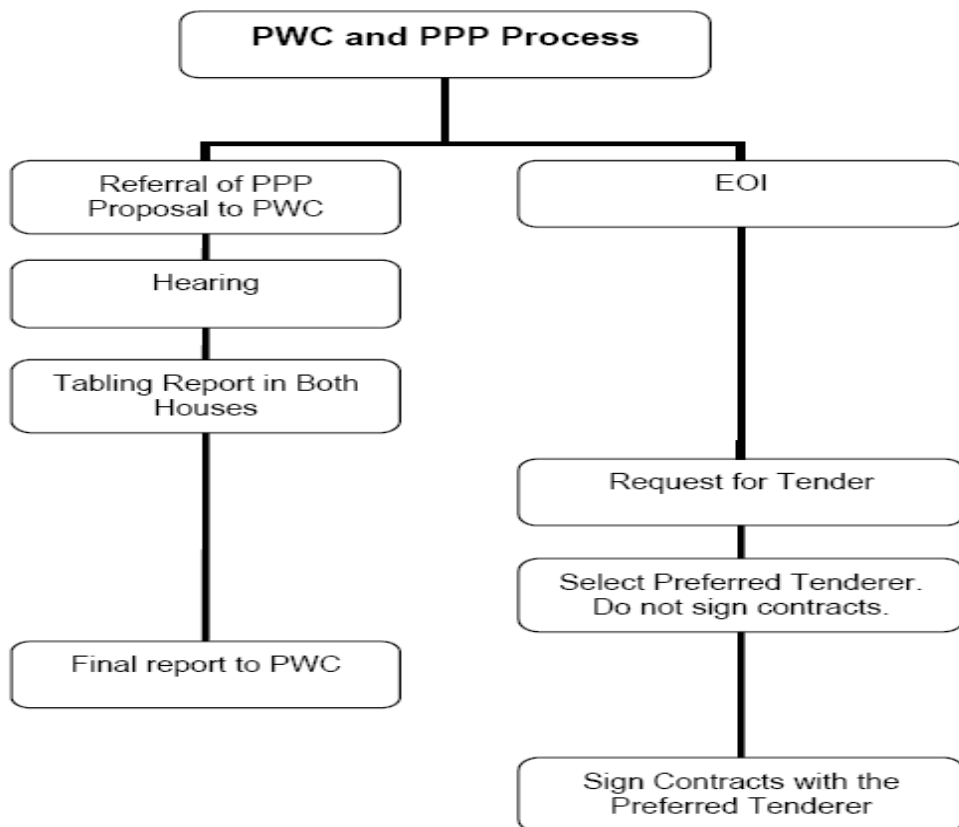 PWC and PPP Process
Referral of PPP
Proposal to PWC
Hearing
Tabling Report in Both
Houses
Final report to PWC
EOI
Request for Tender
Select Preferred Tenderer.
Do not sign contracts.
Sign Contracts with the
Preferred Tenderer